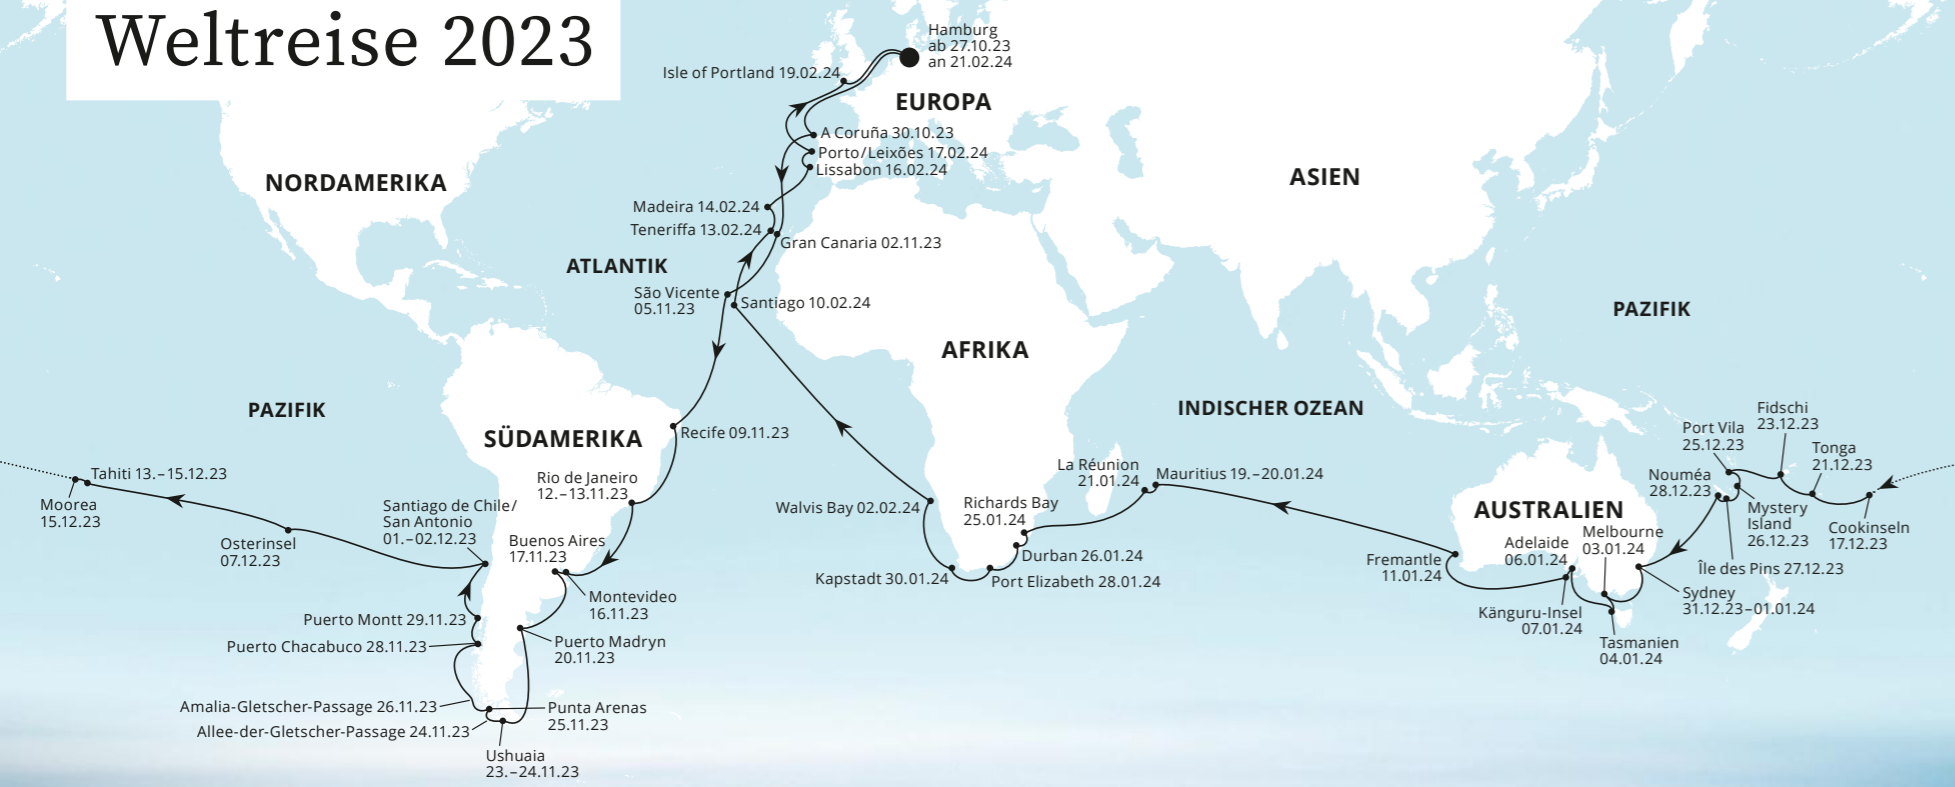 Weltreise 2023
Hamburg
ab 27.10.23
an 21.02.24
Isle of Portland 19.02.24
EUROPA
A Coruña 30.10.23
Porto/Leixões 17.02.24
Lissabon 16.02.24
NORDAMERIKA
ASIEN
Madeira 14.02.24
Teneriffa 13.02.24
Gran Canaria 02.11.23
ATLANTIK
São Vicente
05.11.23
Santiago 10.02.24
PAZIFIK
AFRIKA
PAZIFIK
INDISCHER OZEAN
SÜDAMERIKA
Recife 09.11.23
Rio de Janeiro
12.–13.11.23
Tahiti 13.–15.12.23
Moorea
15.12.23
Osterinsel
07.12.23
Santiago de Chile/
San Antonio
01.–02.12.23
Buenos Aires
17.11.23
Montevideo
16.11.23
Puerto Montt 29.11.23
Puerto Chacabuco 28.11.23
Puerto Madryn
20.11.23
Amalia-Gletscher-Passage 26.11.23
Punta Arenas
25.11.23
Allee-der-Gletscher-Passage 24.11.23
Ushuaia
23.–24.11.23
Walvis Bay 02.02.24
Kapstadt 30.01.24
Richards Bay
25.01.24
Durban 26.01.24
Port Elizabeth 28.01.24
La Réunion
21.01.24
Mauritius 19.–20.01.24
Fidschi
23.12.23
Port Vila
25.12.23
Tonga
21.12.23
Nouméa
28.12.23
Mystery
Island
26.12.23
Cookinseln
17.12.23
Île des Pins 27.12.23
AUSTRALIEN
Melbourne
03.01.24
Adelaide
06.01.24
Fremantle
11.01.24
Känguru-Insel
07.01.24
Sydney
31.12.23–01.01.24
Tasmanien
04.01.24